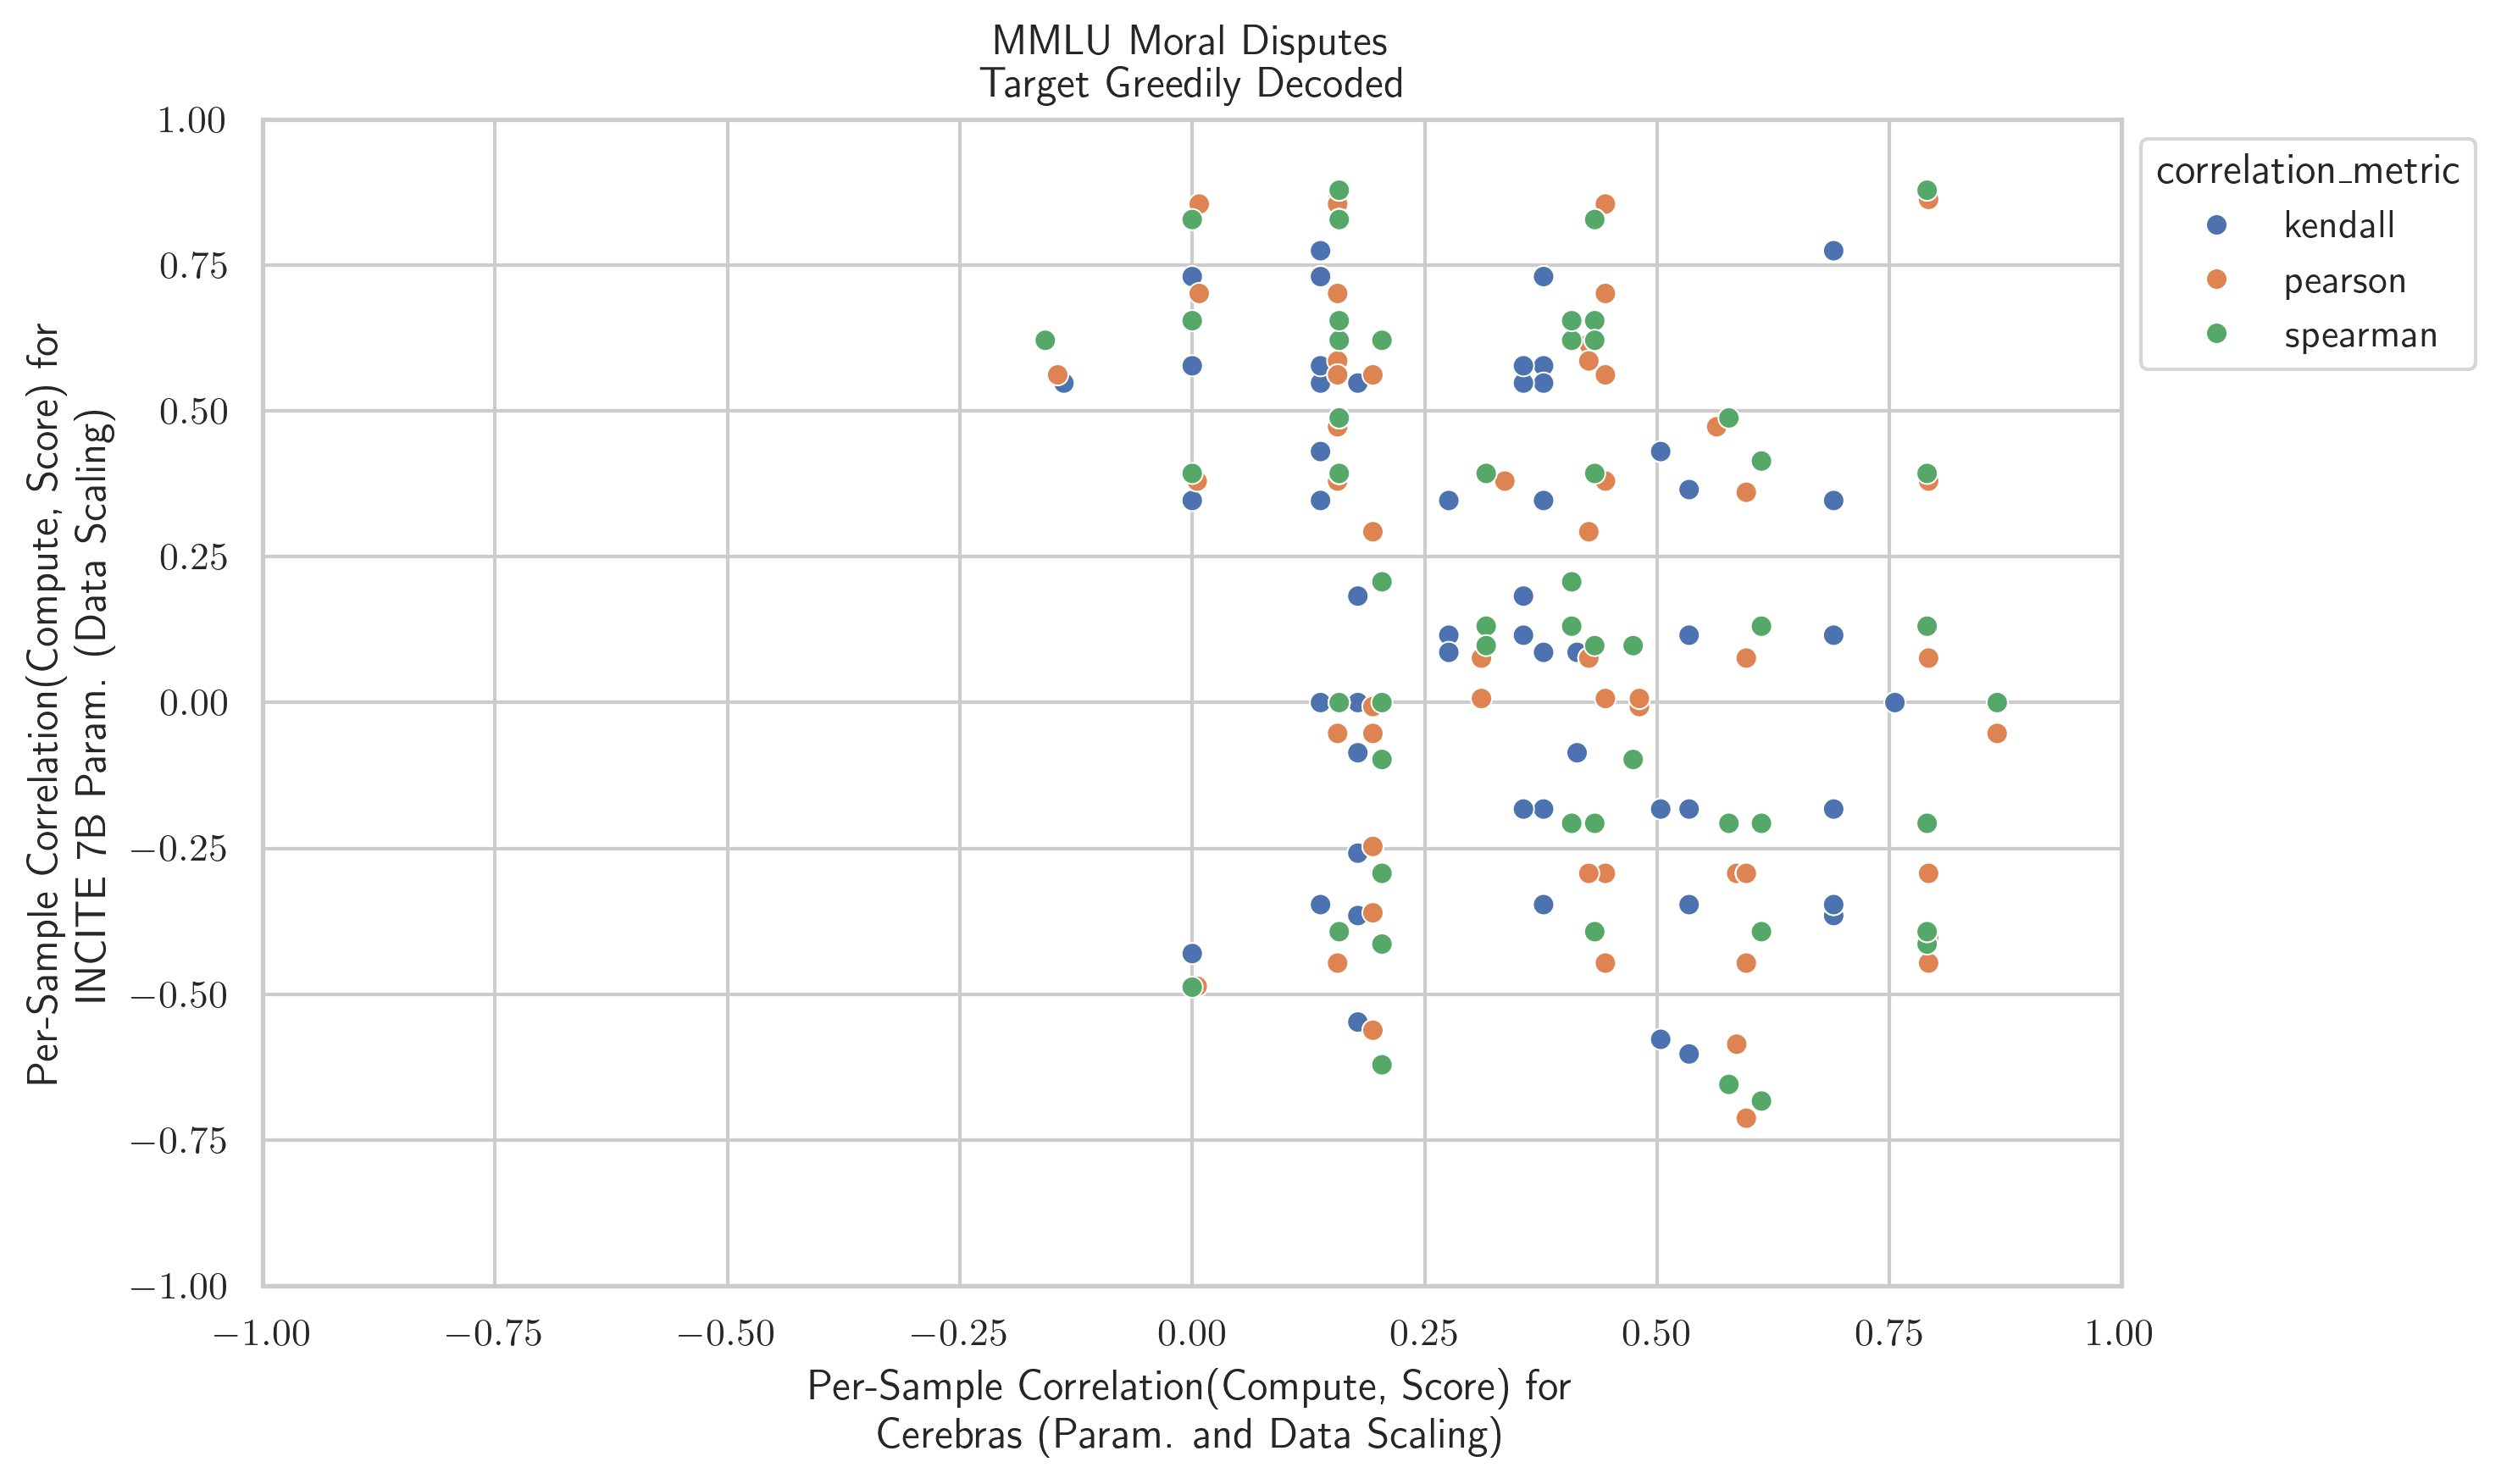 MMLU Moral Disputes
Target Greedily Decoded
Per-Sample Correlation(Compute, Score) for
INCITE 7B Param. (Data Scaling)
1.00
0.75
0.50
0.25
0.00
−0.25
−0.50
−0.75
−1.00
correlation_metric
kendall
pearson
spearman
−1.00
−0.75
−0.50
−0.25
0.00
0.25
0.50
0.75
1.00
Per-Sample Correlation(Compute, Score) for
Cerebras (Param. and Data Scaling)